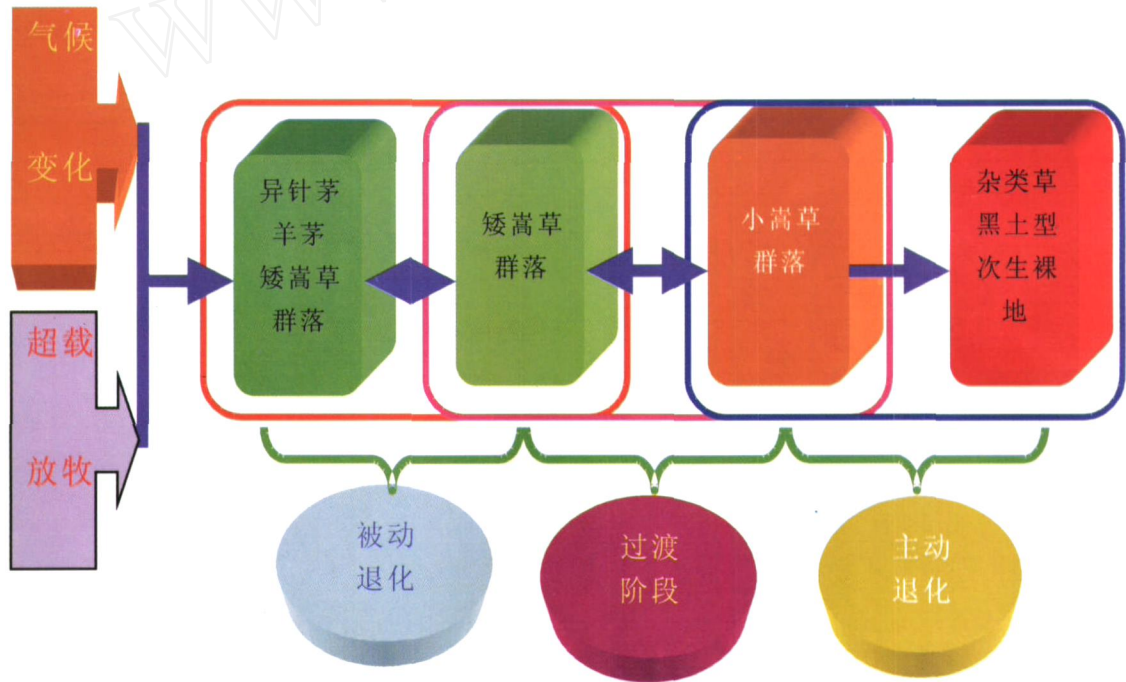 气候
变化
超载
放牧
异针茅
羊茅
矮嵩草
群落
矮嵩草
群落
小嵩草
群落
杂类草
黑土型
次生裸
地
被动
退化
过渡
阶段
主动
退化